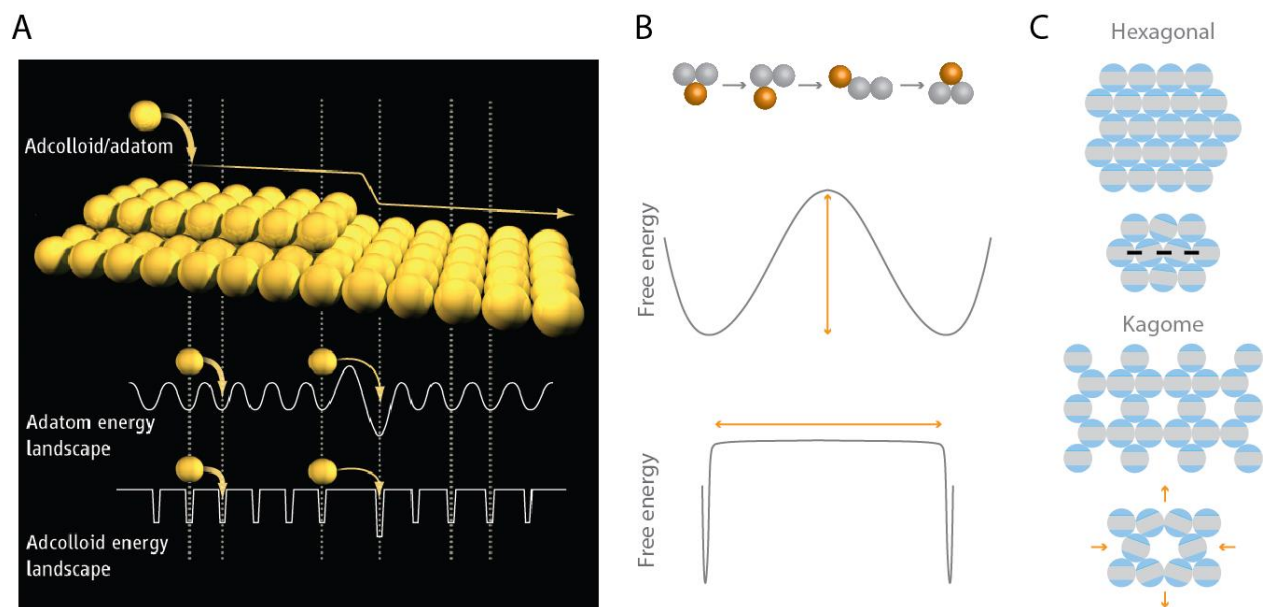 A
Adcolloid/adatom
Adatom energy
landscape
Adcolloid energy
landscape
B
Free energy
Free energy
C
Hexagonal
Kagome